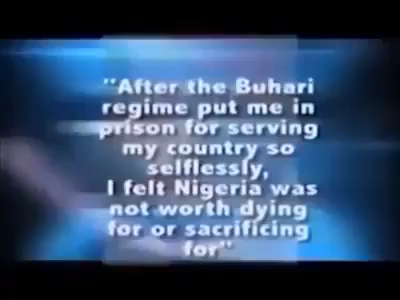 "After the Buhari
regime put me in
prison for serving
my country so
selflessly,
I felt Nigeria was
not worth dying
for or sacrificing
for"